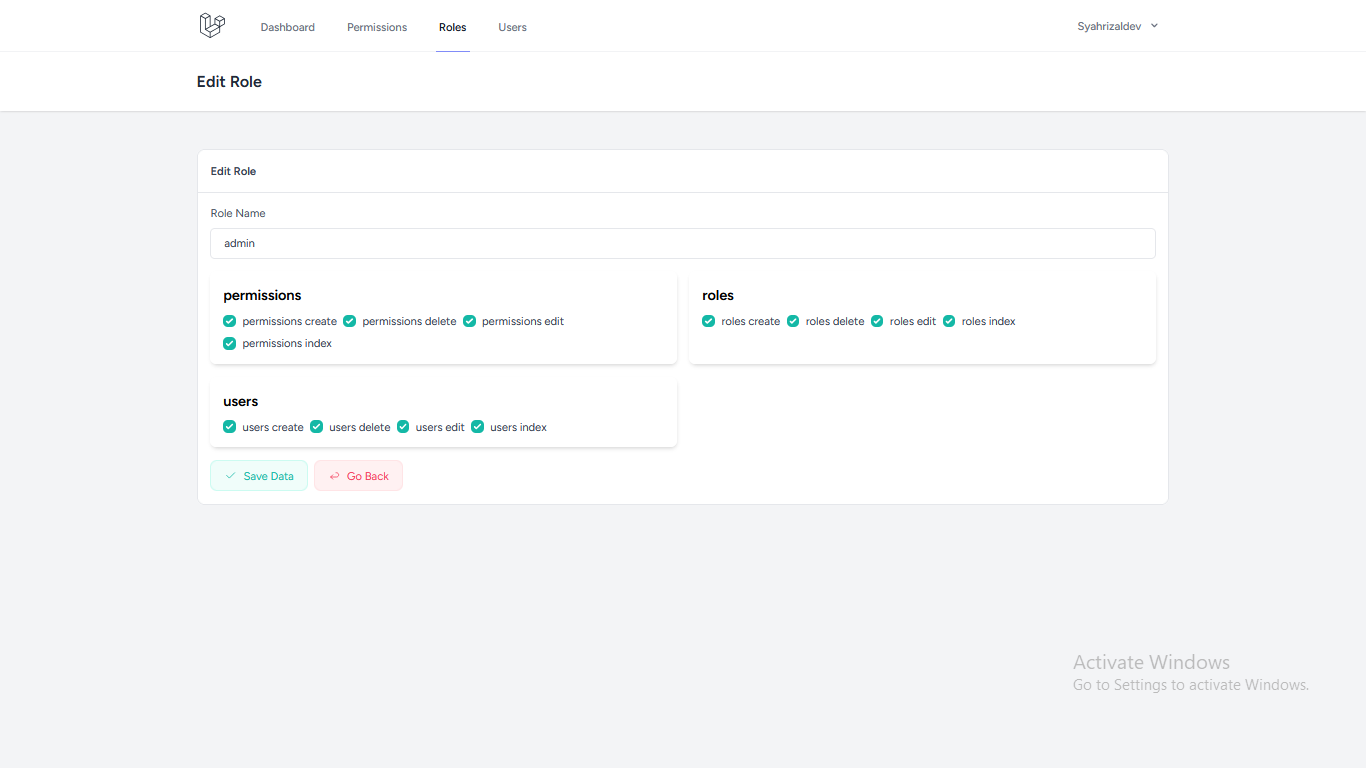 Dashboard Permissions Roles Users Syahrizaldev
Edit Role
Edit Role
Role Name
admin
permissions
permissions create permissions delete permissions edit
permissions index
roles
roles create roles delete roles edit roles index
users
users create users delete users edit users index
Save Data Go Back
Activate Windows
Go to Settings to activate Windows.